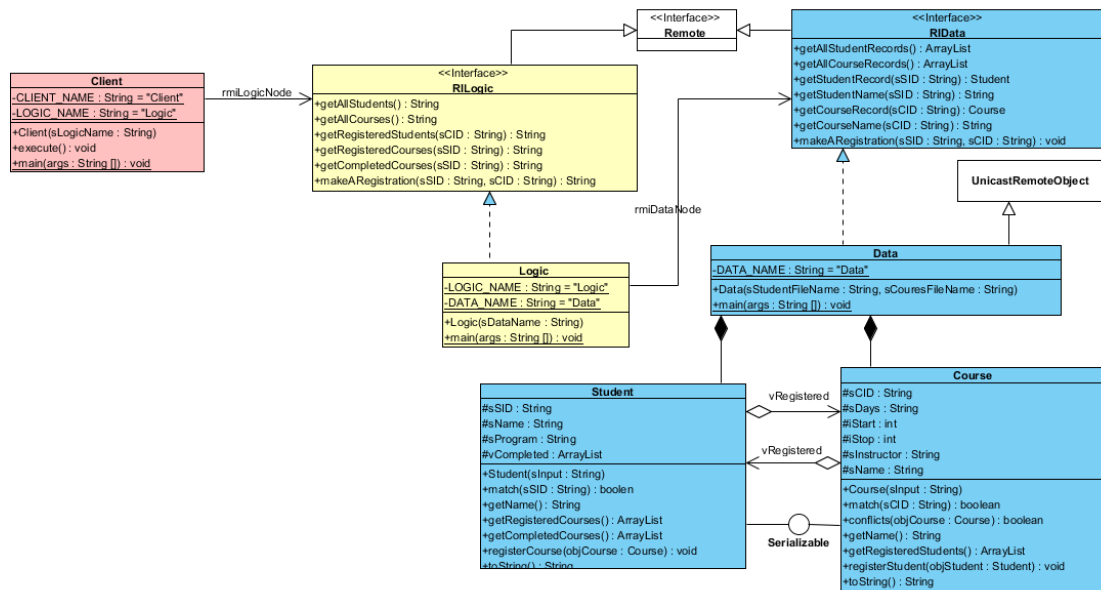 <<Interface>>
Remote
<<Interface>>
RIData
+getAllStudentRecords() : ArrayList
+getAllCourseRecords() : ArrayList
+getStudentRecord(sSID : String) : Student
+getStudentName(sSID : String) : String
+getCourseRecord(sCID : String) : Course
+getCourseName(sCID : String) : String
+makeARegistration(sSID : String, sCID : String) : void
Client
-CLIENT_NAME : String = "Client"
-LOGIC_NAME : String = "Logic"
+Client(sLogicName : String)
+execute() : void
+main(args : String []) : void
rmiLogicNode
<<Interface>>
RILogic
+getAllStudents() : String
+getAllCourses() : String
+getRegisteredStudents(sCID : String) : String
+getRegisteredCourses(sSID : String) : String
+getCompletedCourses(sSID : String) : String
+makeARegistration(sSID : String, sCID : String) : String
rmiDataNode
UnicastRemoteObject
Logic
-LOGIC_NAME : String = "Logic"
-DATA_NAME : String = "Data"
+Logic(sDataName : String)
+main(args : String []) : void
Data
-DATA_NAME : String = "Data"
+Data(sStudentFileName : String, sCouresFileName : String)
+main(args : String []) : void
Student
#sSID : String
#sName : String
#sProgram : String
#vCompleted : ArrayList
+Student(sInput : String)
+match(sSID : String) : boolen
+getName() : String
+getRegisteredCourses() : ArrayList
+getCompletedCourses() : ArrayList
+registerCourse(objCourse : Course) : void
+toString() : String
vRegistered
vRegistered
Serializable
Course
#sCID : String
#sDays : String
#iStart : int
#iStop : int
#sInstructor : String
#sName : String
+Course(sInput : String)
+match(sCID : String) : boolean
+conflicts(objCourse : Course) : boolean
+getName() : String
+getRegisteredStudents() : ArrayList
+registerStudent(objStudent : Student) : void
+toString() : String